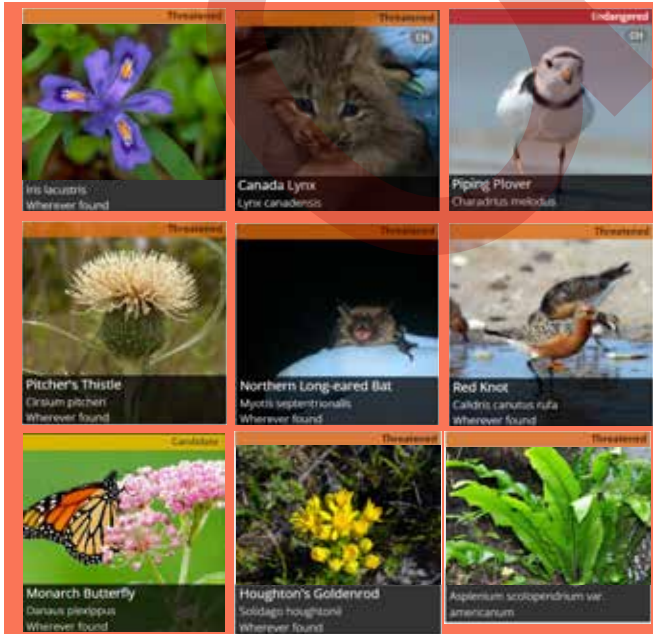 Threatened
Iris lacustris
Wherever found
Threatened
CH
Canada Lynx
Lynx canadensis
Endangered
CH
Piping Plover
Charadrius melodus
Threatened
Pitcher's Thistle
Cirsium pitcheri
Wherever found
Threatened
Northern Long-eared Bat
Myotis septentrionalis
Wherever found
Threatened
Red Knot
Calidris canutus rufa
Wherever found
Candidate
Monarch Butterfly
Danaus plexippus
Wherever found
Threatened
Houghton's Goldenrod
Solidago houghtonii
Wherever found
Threatened
Asplenium scolopendrium var.
americanum